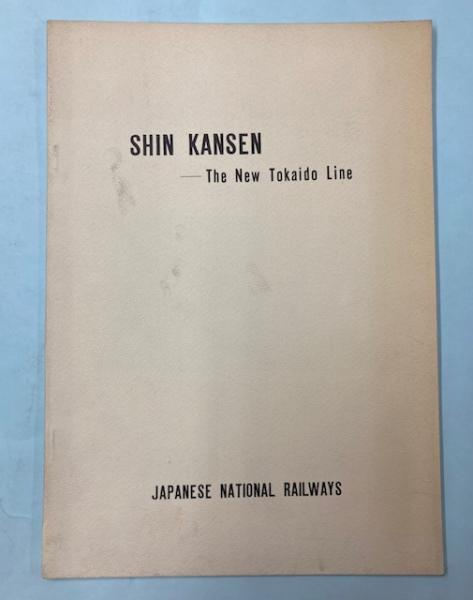 SHIN KANSEN
—The New Tokaido Line
JAPANESE NATIONAL RAILWAYS